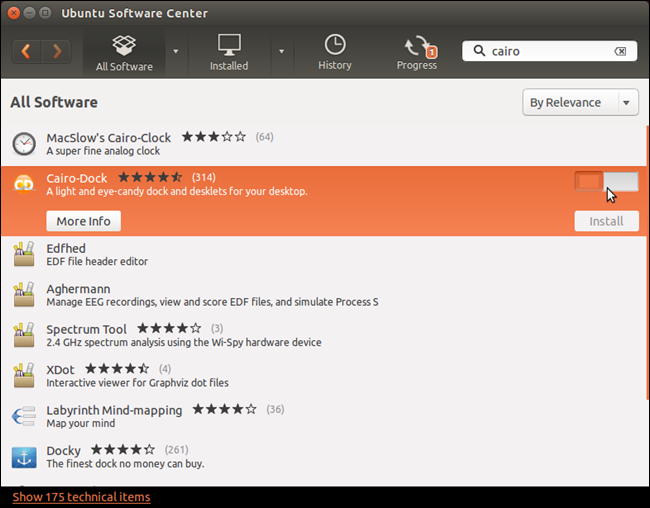 Ubuntu Software Center
All Software
Installed
History
Progress
1
cairo
All Software
By Relevance
MacSlow's Cairo-Clock (64)
A super fine analog clock
Cairo-Dock (314)
A light and eye-candy dock and desklets for your desktop.
More Info
Install
Edfhed
EDF file header editor
Aghermann
Manage EEG recordings, view and score EDF files, and simulate Process S
Spectrum Tool (3)
2.4 GHz spectrum analysis using the Wi-Spy hardware device
XDot (4)
Interactive viewer for Graphviz dot files
Labyrinth Mind-mapping (36)
Map your mind
Docky (261)
The finest dock no money can buy.
Show 175 technical items